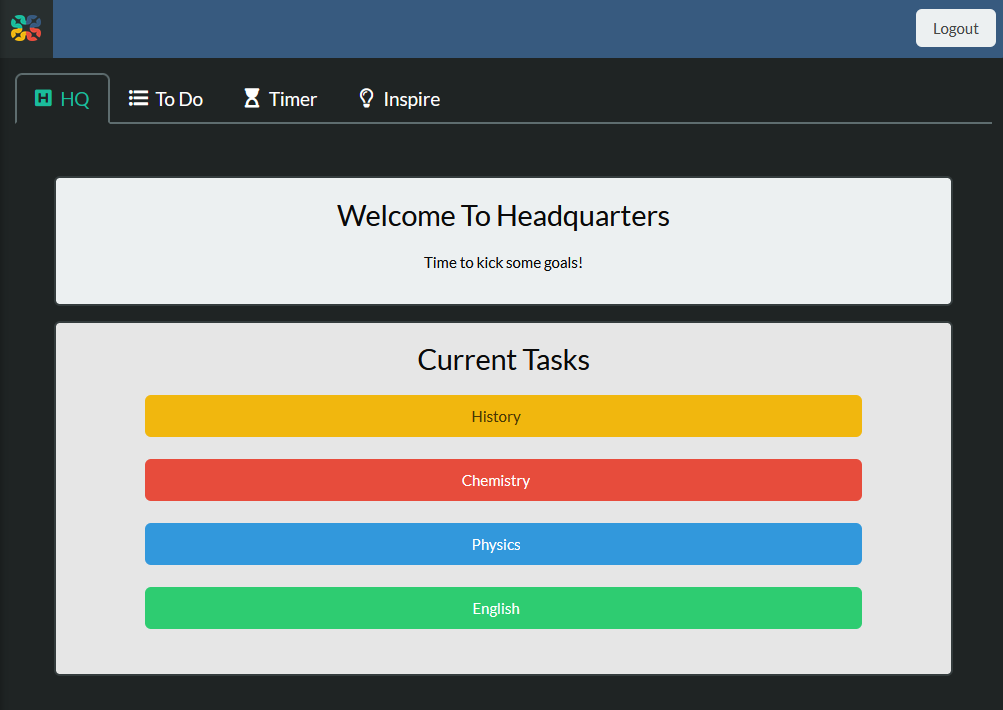 Logout
HQ To Do Timer Inspire
Welcome To Headquarters
Time to kick some goals!
Current Tasks
History
Chemistry
Physics
English